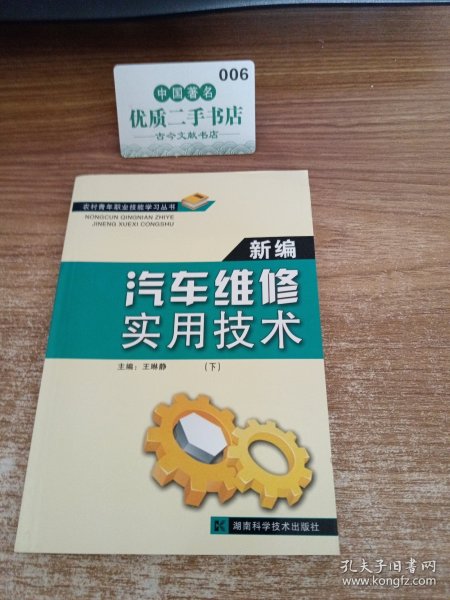 006
中国著名
优质二手书店
古今文献书店
农村青年职业技能学习丛书
NONGCUN QINGNIAN ZHIYE
JINENG XUEXI CONGSHU
新编
汽车维修
实用技术
主编：王琳静 （下）
湖南科学技术出版社
孔夫子旧书网
www.kongfz.com